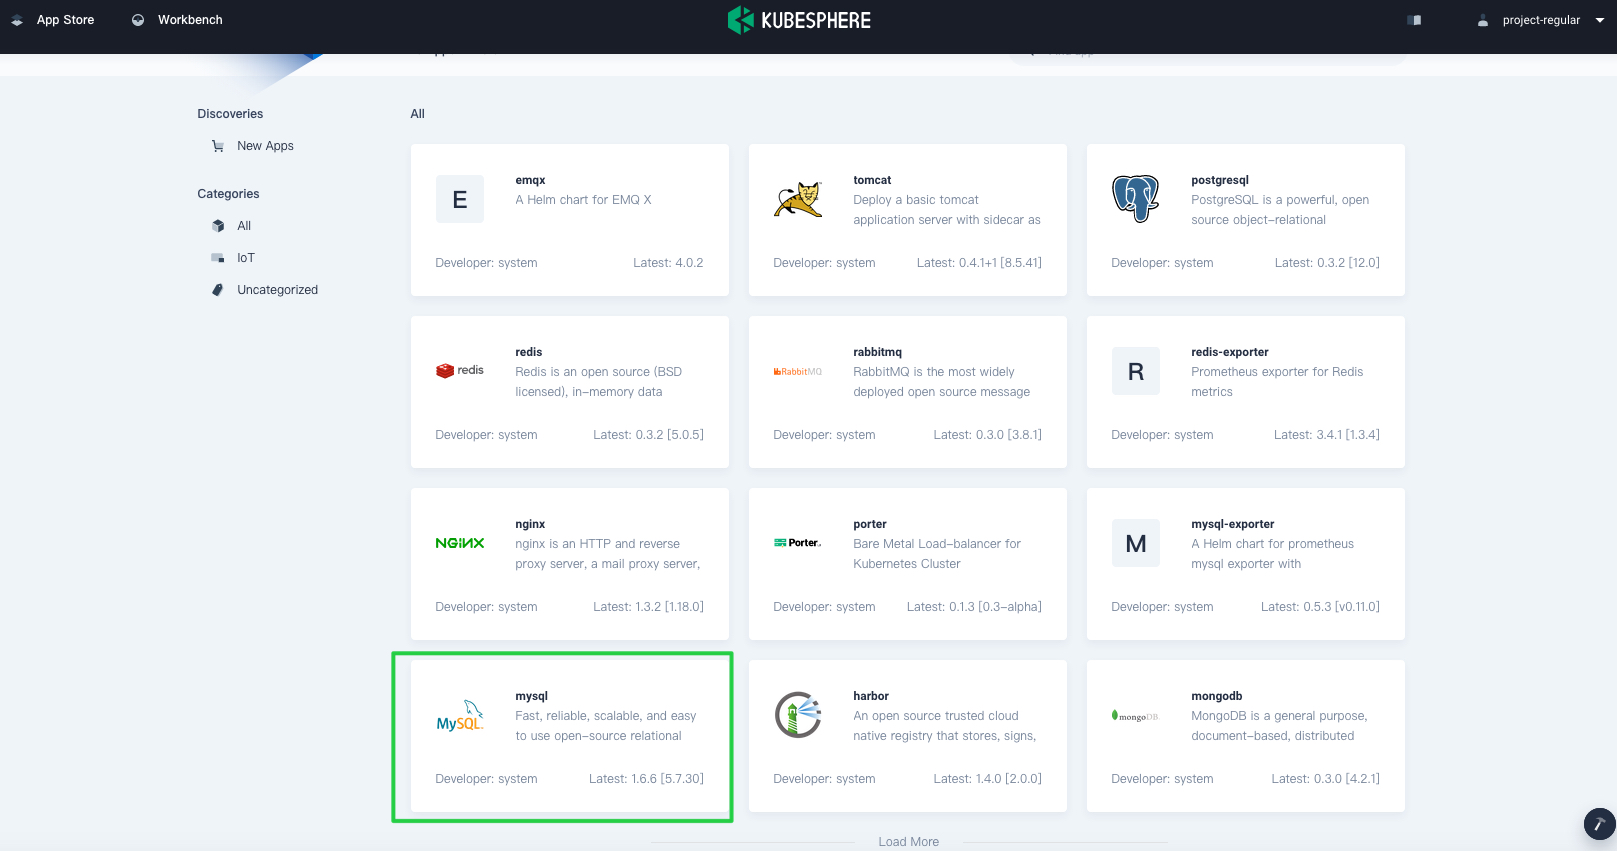 App Store
Workbench
KUBESPHERE
project-regular
Discoveries
New Apps
Categories
All
IoT
Uncategorized
All
E
emqx
A Helm chart for EMQ X
Developer: system
Latest: 4.0.2
tomcat
Deploy a basic tomcat
application server with sidecar as
Developer: system
Latest: 0.4.1+1 [8.5.41]
postgresql
PostgreSQL is a powerful, open
source object-relational
Developer: system
Latest: 0.3.2 [12.0]
redis
redis
Redis is an open source (BSD
licensed), in-memory data
Developer: system
Latest: 0.3.2 [5.0.5]
RabbitMQ
rabbitmq
RabbitMQ is the most widely
deployed open source message
Developer: system
Latest: 0.3.0 [3.8.1]
R
redis-exporter
Prometheus exporter for Redis
metrics
Developer: system
Latest: 3.4.1 [1.3.4]
NGINX
nginx
nginx is an HTTP and reverse
proxy server, a mail proxy server,
Developer: system
Latest: 1.3.2 [1.18.0]
Porter
porter
Bare Metal Load-balancer for
Kubernetes Cluster
Developer: system
Latest: 0.1.3 [0.3-alpha]
M
mysql-exporter
A Helm chart for prometheus
mysql exporter with
Developer: system
Latest: 0.5.3 [v0.11.0]
MySQL
mysql
Fast, reliable, scalable, and easy
to use open-source relational
Developer: system
Latest: 1.6.6 [5.7.30]
harbor
An open source trusted cloud
native registry that stores, signs,
Developer: system
Latest: 1.4.0 [2.0.0]
mongoDB
mongodb
MongoDB is a general purpose,
document-based, distributed
Developer: system
Latest: 0.3.0 [4.2.1]
Load More